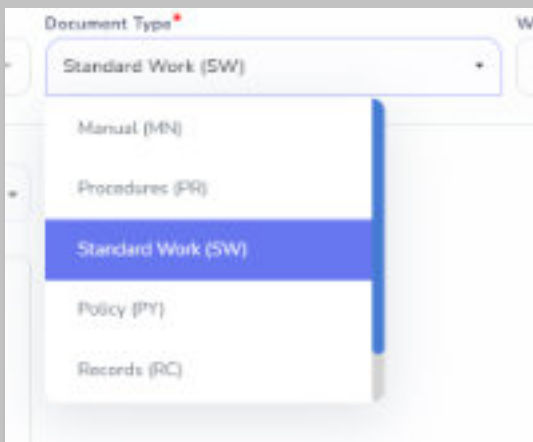 Document Type*
W
Standard Work (SW)
Manual (MN)
Procedures (PR)
Standard Work (SW)
Policy (PY)
Records (RC)